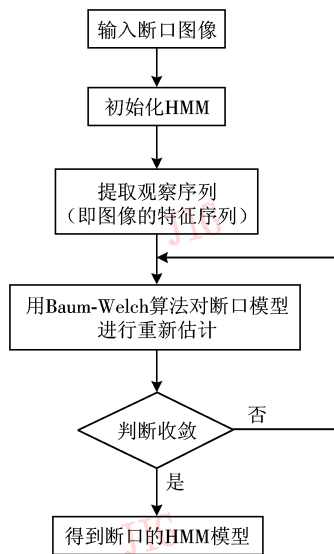 输入断口图像
初始化HMM
提取观察序列
（即图像的特征序列）
JIG
用Baum-Welch算法对断口模型
进行重新估计
判断收敛
否
是
得到断口的HMM模型
JIG